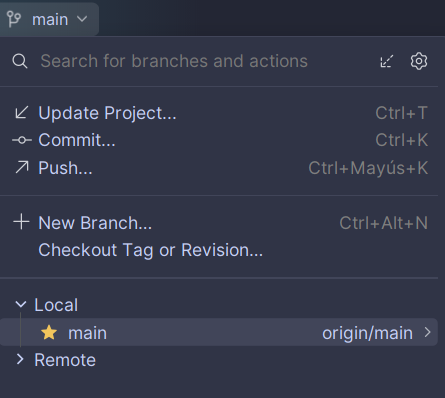 main
Search for branches and actions
Update Project... Ctrl+T
Commit... Ctrl+K
Push... Ctrl+Mayús+K
New Branch... Ctrl+Alt+N
Checkout Tag or Revision...
Local
main origin/main
Remote